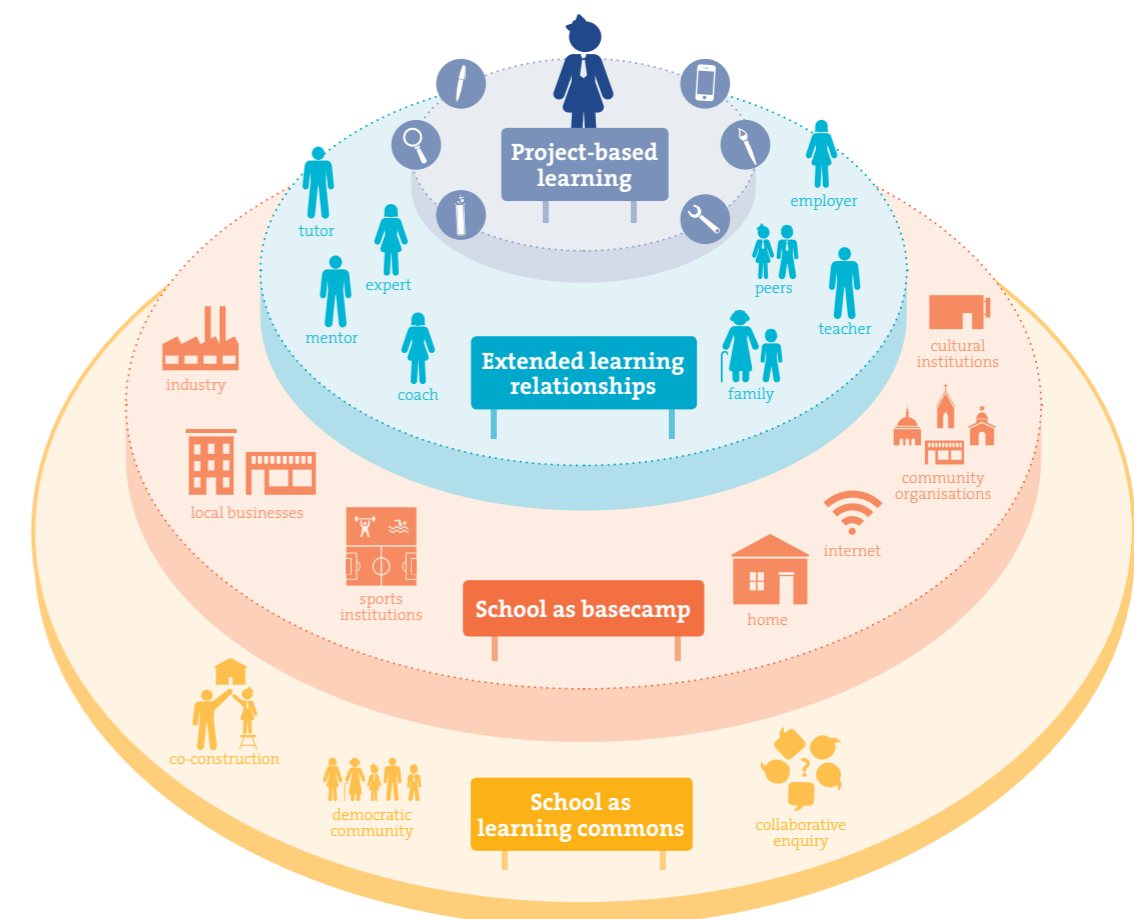 Project-based
learning
tutor
expert
mentor
coach
employer
peers
teacher
family
Extended learning
relationships
industry
local businesses
sports
institutions
cultural
institutions
community
organisations
internet
home
School as basecamp
co-construction
democratic
community
?
collaborative
enquiry
School as
learning commons